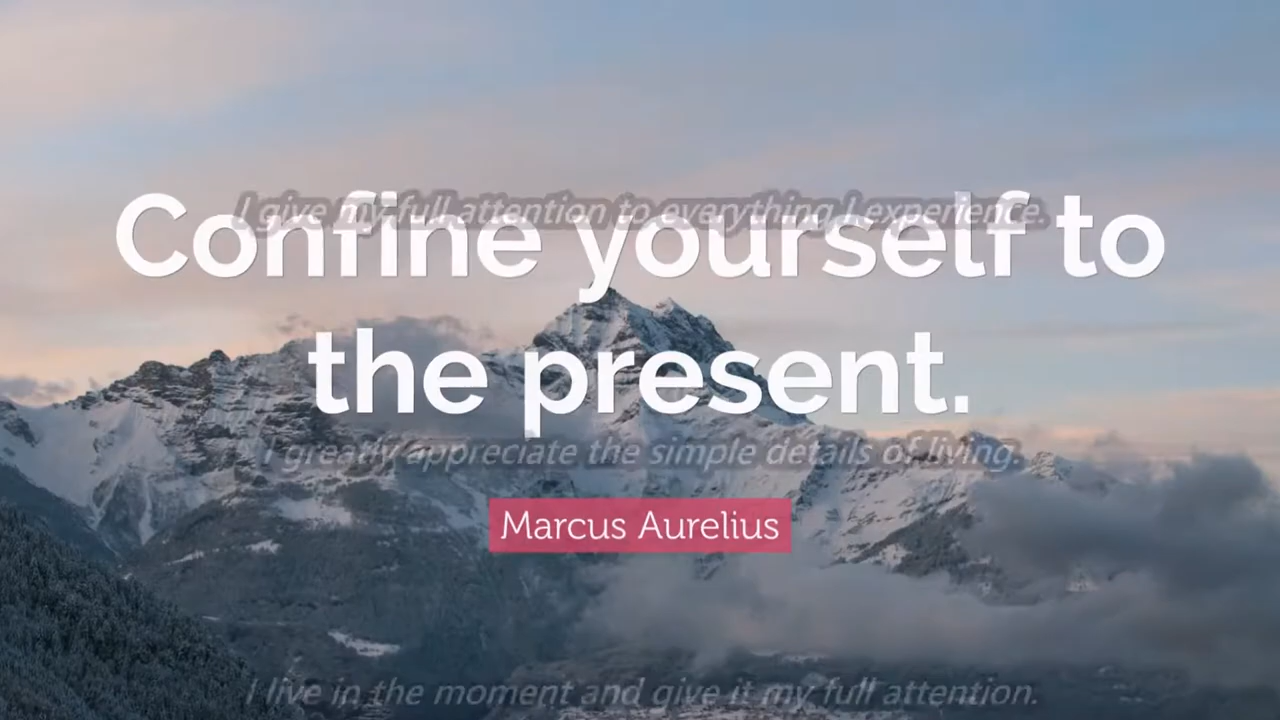 I give my full attention to everything I experience.
Confine yourself to
the present.
I greatly appreciate the simple details of living.
Marcus Aurelius
I live in the moment and give it my full attention.